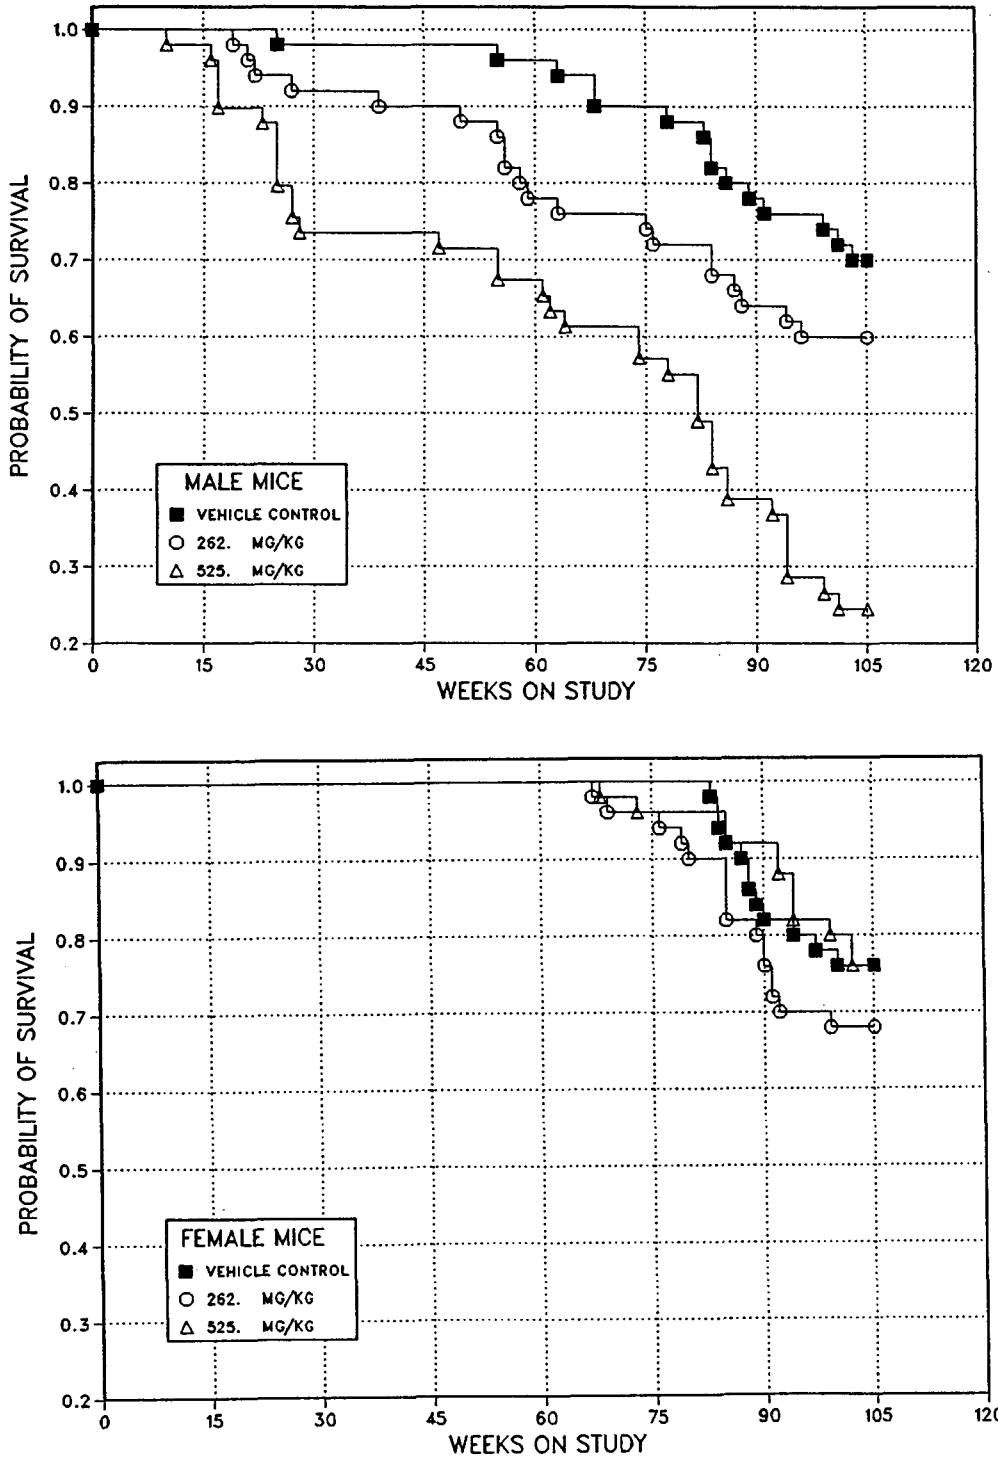 1.0
0.9
0.8
0.7
0.6
0.5
0.4
0.3
0.2
PROBABILITY OF SURVIVAL
MALE MICE
VEHICLE CONTROL
262. MG/KG
525. MG/KG
0 15 30 45 60 75 90 105 120
WEEKS ON STUDY
1.0
0.9
0.8
0.7
0.6
0.5
0.4
0.3
0.2
PROBABILITY OF SURVIVAL
FEMALE MICE
VEHICLE CONTROL
262. MG/KG
525. MG/KG
0 15 30 45 60 75 90 105 120
WEEKS ON STUDY